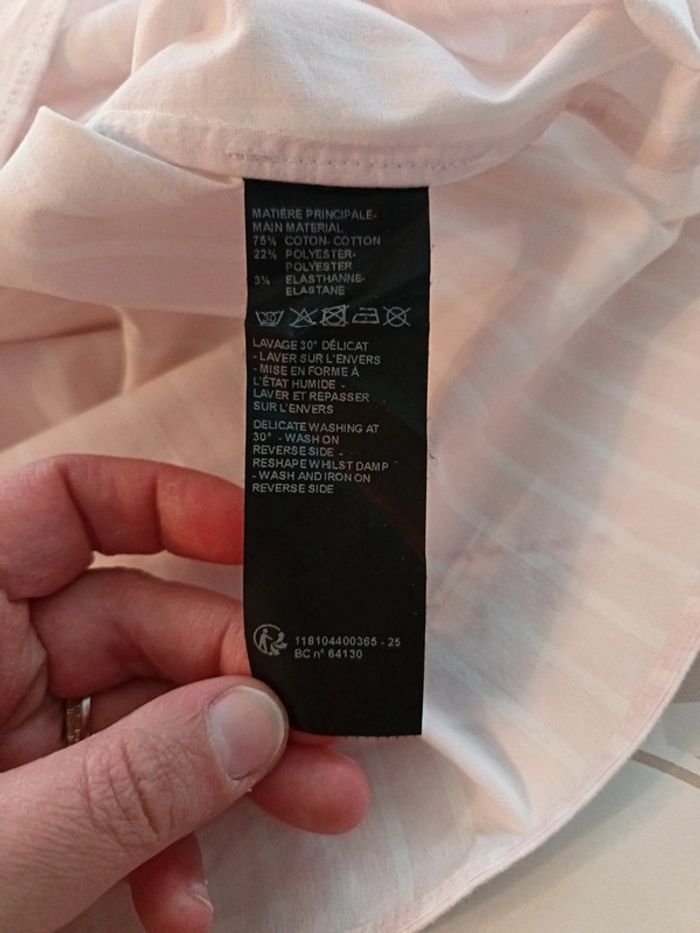 MATIÈRE PRINCIPALE-
MAIN MATERIAL
75% COTON- COTTON
22% POLYESTER-
POLYESTER
3% ELASTHANNE-
ELASTANE
30
LAVAGE 30° DÉLICAT
- LAVER SUR L'ENVERS
- MISE EN FORME À
L'ÉTAT HUMIDE -
LAVER ET REPASSER
SUR L'ENVERS
DELICATE WASHING AT
30° - WASH ON
REVERSE SIDE -
RESHAPE WHILST DAMP
- WASH AND IRON ON
REVERSE SIDE
118104400365 - 25
BC n° 64130